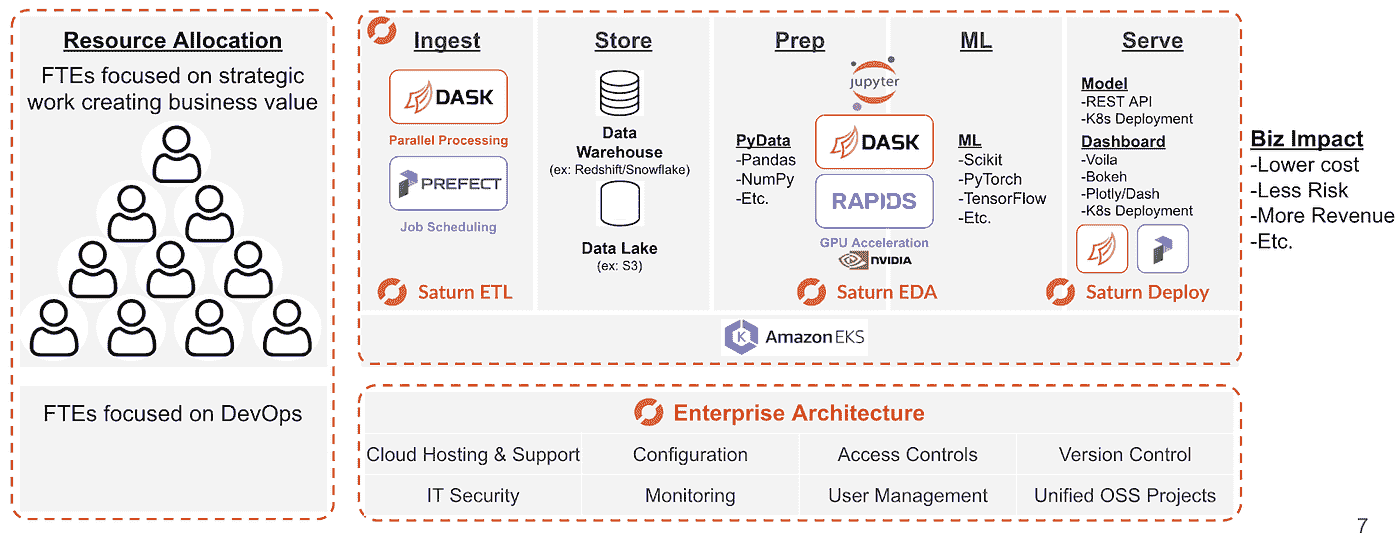 Resource Allocation
FTEs focused on strategic
work creating business value
FTEs focused on DevOps
Ingest
DASK
Parallel Processing
PREFECT
Job Scheduling
Saturn ETL
Store
Data
Warehouse
(ex: Redshift/Snowflake)
Data Lake
(ex: S3)
Prep
ML
jupyter
PyData
-Pandas
-NumPy
-Etc.
DASK
RAPIDS
GPU Acceleration
NVIDIA
ML
-Scikit
-PyTorch
-TensorFlow
-Etc.
Saturn EDA
Serve
Model
-REST API
-K8s Deployment
Dashboard
-Voila
-Bokeh
-Plotly/Dash
-K8s Deployment
Saturn Deploy
K
Amazon EKS
Biz Impact
-Lower cost
-Less Risk
-More Revenue
-Etc.
Enterprise Architecture
Cloud Hosting & Support
Configuration
Access Controls
Version Control
IT Security
Monitoring
User Management
Unified OSS Projects
7